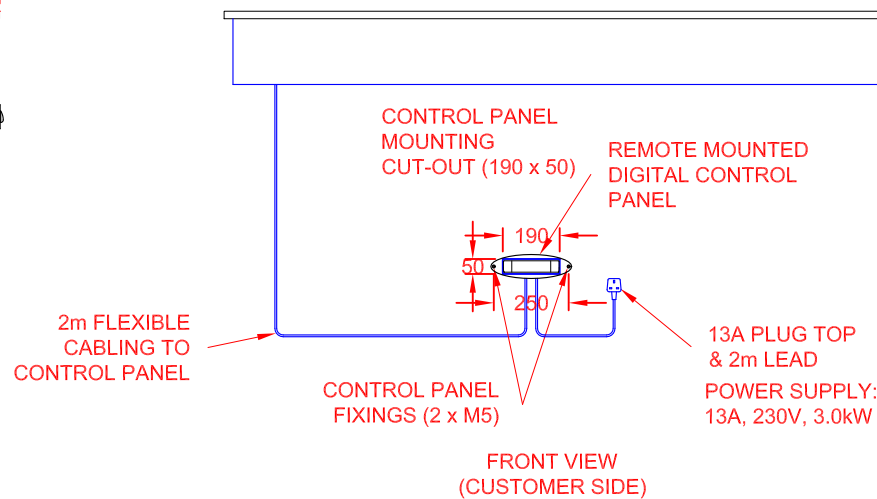 CONTROL PANEL
MOUNTING
CUT-OUT (190 x 50)
REMOTE MOUNTED
DIGITAL CONTROL
PANEL
190
50
250
2m FLEXIBLE
CABLING TO
CONTROL PANEL
13A PLUG TOP
& 2m LEAD
POWER SUPPLY:
13A, 230V, 3.0kW
CONTROL PANEL
FIXINGS (2 x M5)
FRONT VIEW
(CUSTOMER SIDE)